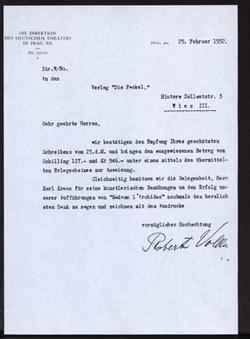 DIE DIREKTION
DES DEUTSCHEN THEATERS
IN PRAG XII.
PRAG, den 25. Februar 1932.
Dir.V/No.
An den
Verlag "Die Fackel,"
Hintere Zollamtstr. 3
Wien III.
Sehr geehrte Herren,
wir bestätigen den Empfang Ihres geschätzten
Schreibens vom 23.d.M. und bringen den ausgewiesenen Betrag von
Schilling 127.- und Kč 546.- unter eines mittels des übermittel-
ten Erlagscheines zur Anweisung.
Gleichzeitig benützen wir die Gelegenheit, Herrn
Karl Kraus für seine künstlerischen Bemühungen um den Erfolg un-
serer Aufführungen von "Madame l'Archiduc" nochmals den herzlich-
sten Dank zu sagen und zeichnen mit dem Ausdrucke
vorzüglicher Hochachtung
Robert